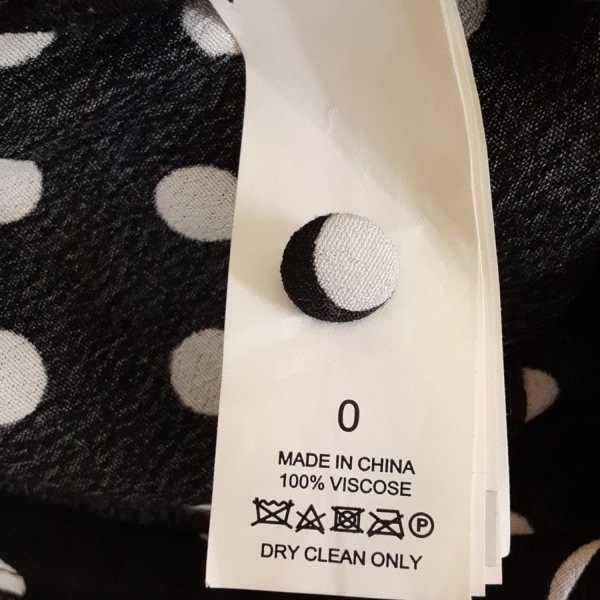 0
MADE IN CHINA
100% VISCOSE
P
DRY CLEAN ONLY